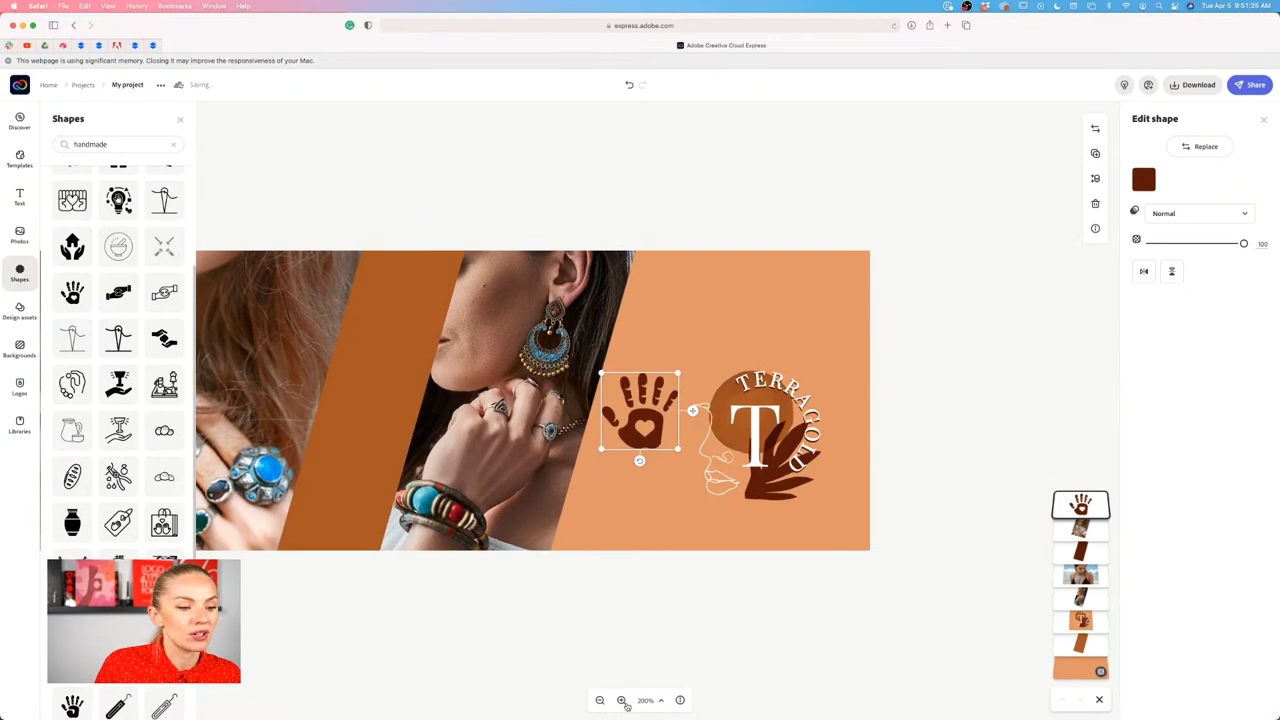 Safari File Edit View History Bookmarks Window Help
Tue Apr 5 9:51:26 AM
express.adobe.com
Adobe Creative Cloud Express
This webpage is using significant memory. Closing it may improve the responsiveness of your Mac.
Home Projects My project ••• Saving...
Download Share
Discover
Templates
Text
Photos
Shapes
Design assets
Backgrounds
Logos
Libraries
Shapes
handmade
TERRAGOLD
T
Edit shape
Replace
Normal
100
200%